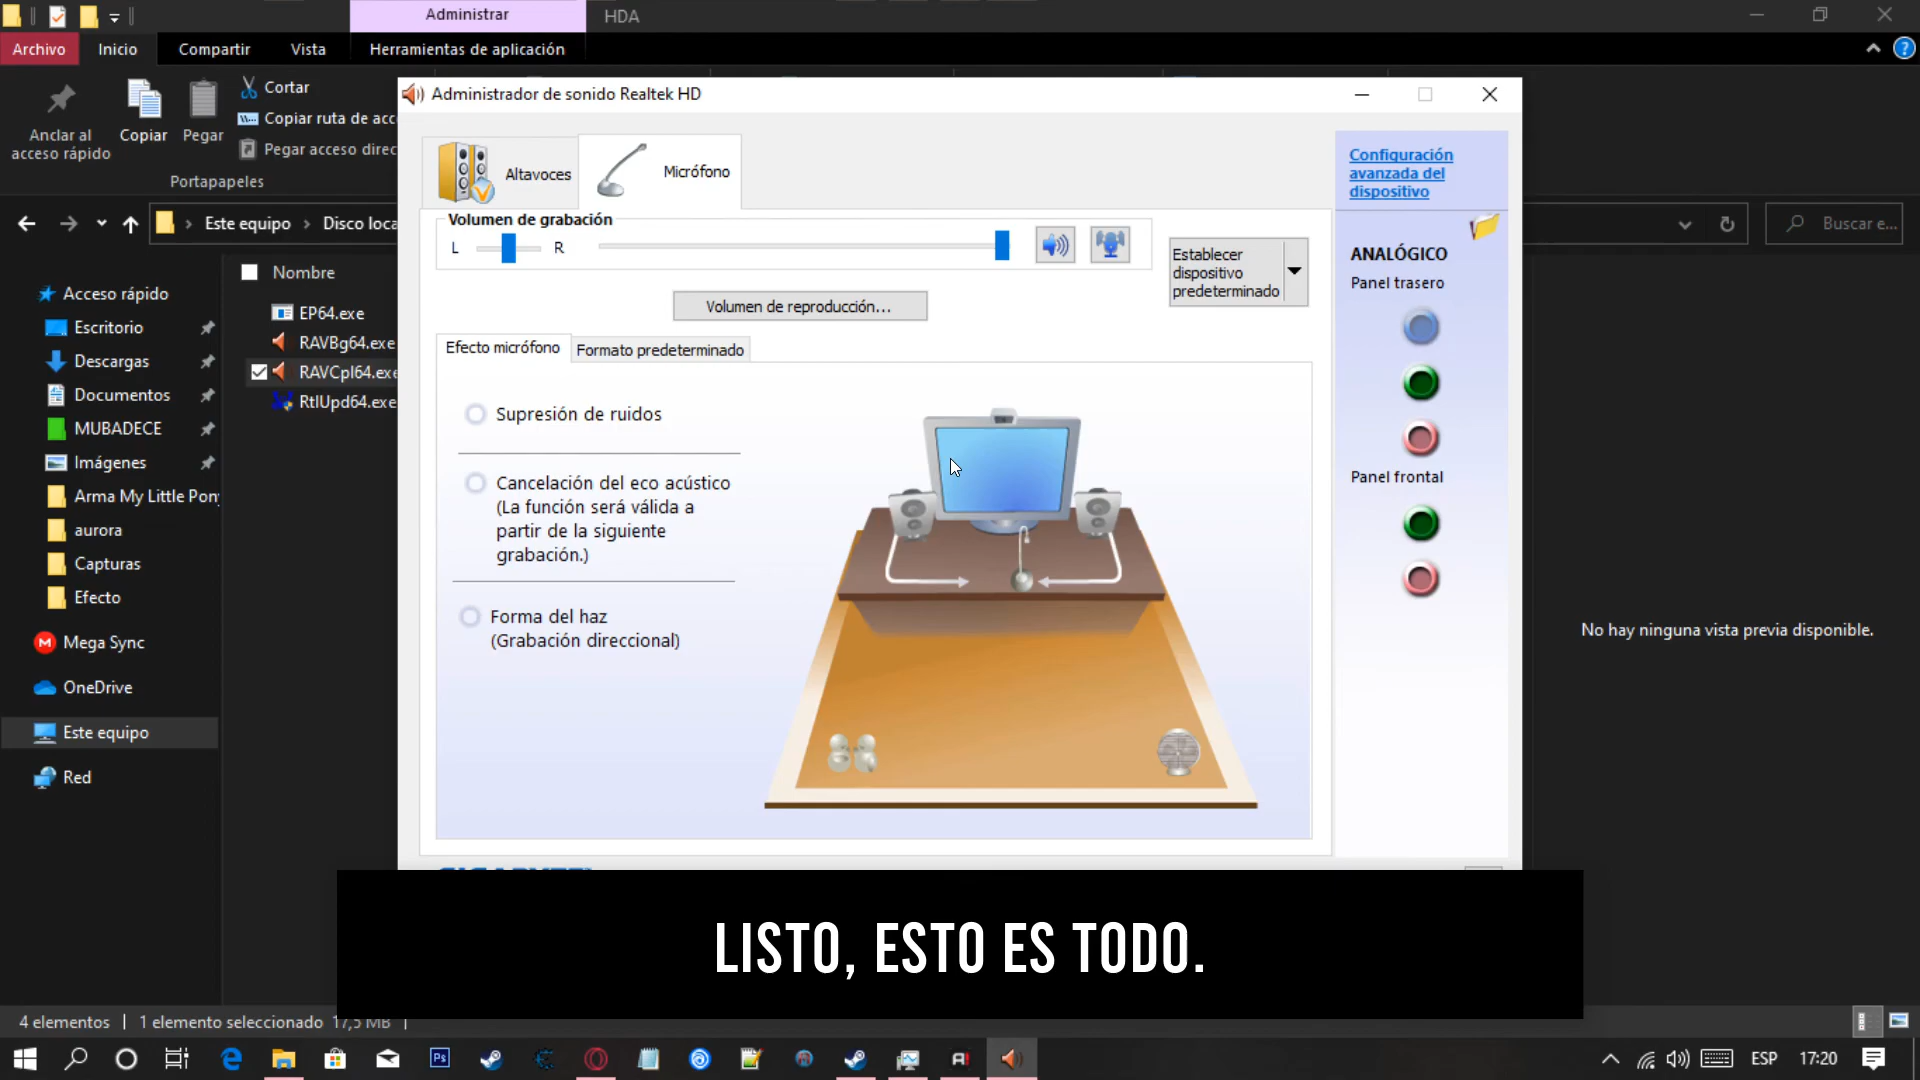 Administrar
HDA
Archivo
Inicio
Compartir
Vista
Herramientas de aplicación
Anclar al
acceso rápido
Copiar
Pegar
Cortar
Copiar ruta de acc
Pegar acceso direc
Portapapeles
Administrador de sonido Realtek HD
Este equipo
Disco loca
Buscar e...
Altavoces
Micrófono
Configuración
avanzada del
dispositivo
Volumen de grabación
L
R
Establecer
dispositivo
predeterminado
Volumen de reproducción...
ANALÓGICO
Panel trasero
Panel frontal
Nombre
EP64.exe
RAVBg64.exe
RAVCpl64.exe
RtlUpd64.exe
Acceso rápido
Escritorio
Descargas
Documentos
MUBADECE
Imágenes
Arma My Little Pony
aurora
Capturas
Efecto
Mega Sync
OneDrive
Este equipo
Red
Efecto micrófono
Formato predeterminado
Supresión de ruidos
Cancelación del eco acústico
(La función será válida a
partir de la siguiente
grabación.)
Forma del haz
(Grabación direccional)
No hay ninguna vista previa disponible.
LISTO, ESTO ES TODO.
4 elementos
1 elemento seleccionado 17,5 MB
Ps
ESP
17:20